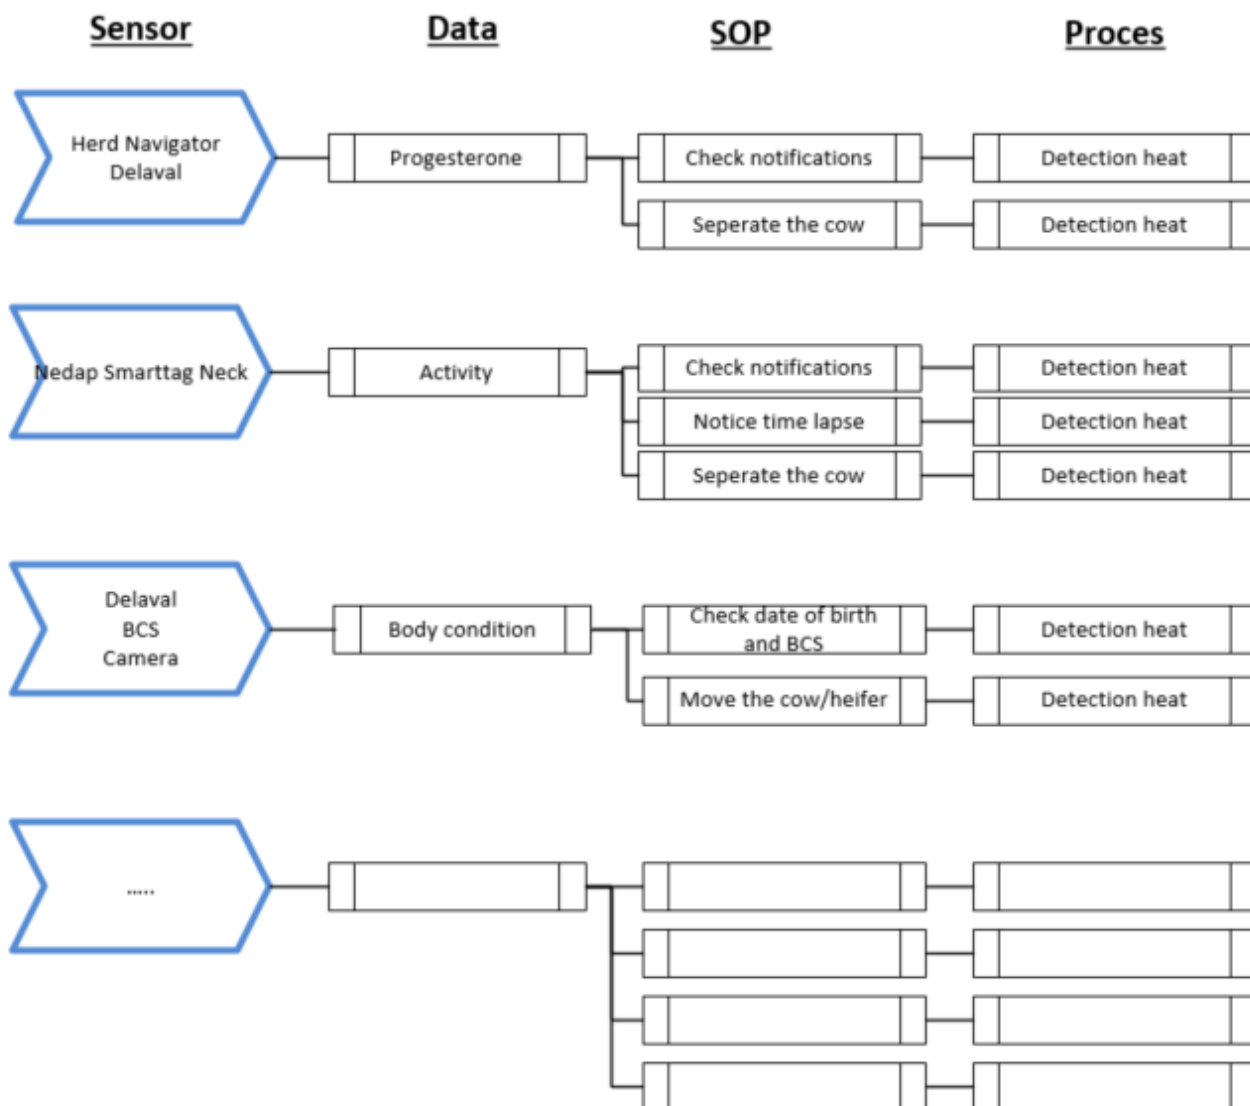 Sensor Data SOP Proces
Herd Navigator
Delaval
Progesterone
Check notifications
Detection heat
Seperate the cow
Detection heat
Nedap Smarttag Neck
Activity
Check notifications
Detection heat
Notice time lapse
Detection heat
Seperate the cow
Detection heat
Delaval
BCS
Camera
Body condition
Check date of birth
and BCS
Detection heat
Move the cow/heifer
Detection heat
.....